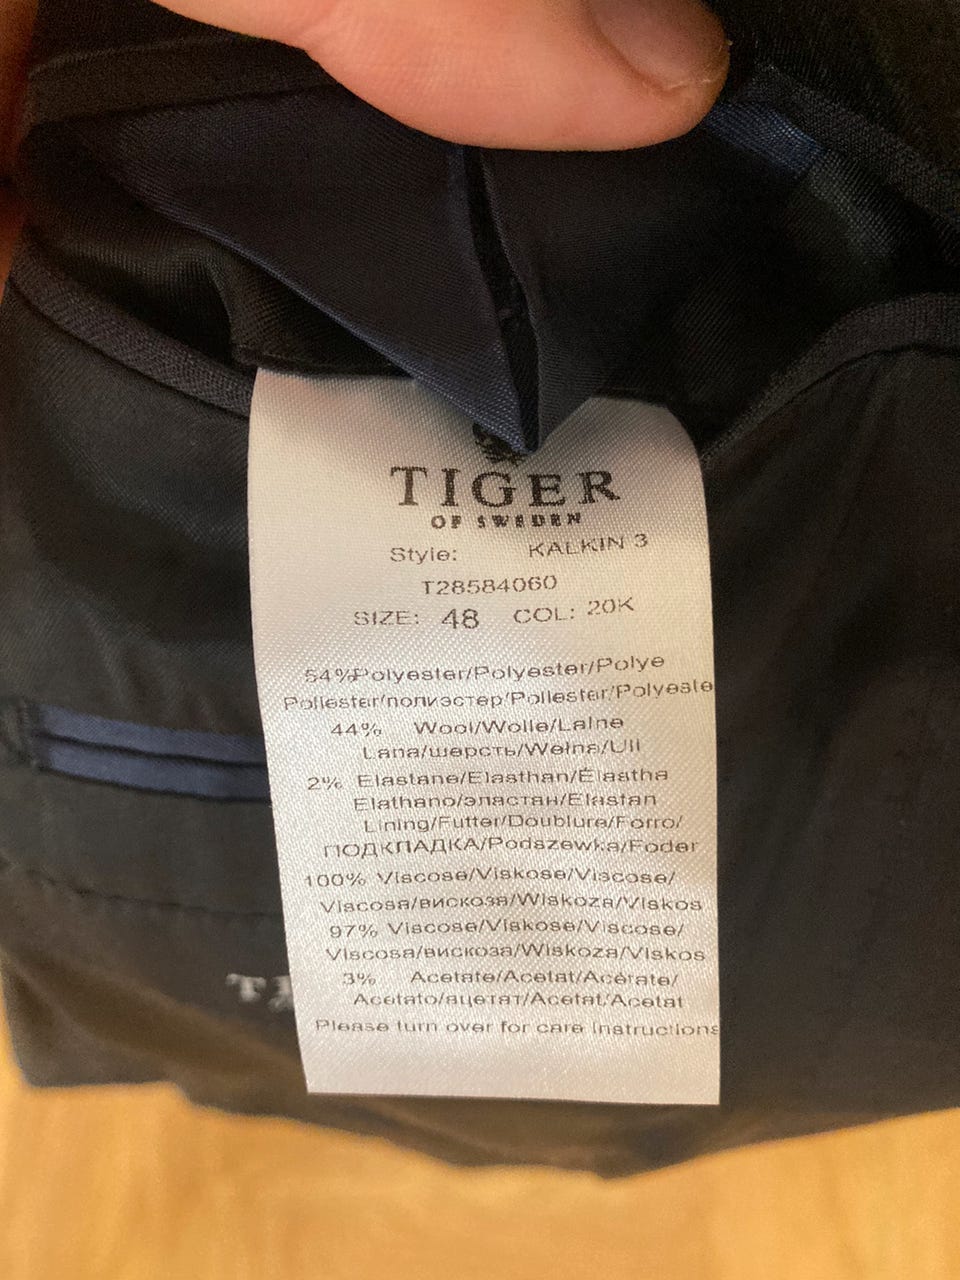 TIGER
OF SWEDEN
Style: KALKIN 3
T28584060
SIZE: 48 COL: 20K
54%Polyester/Polyester/Polye
Poliester/полиэстер/Poliester/Polyeste
44% Wool/Wolle/Laine
Lana/шерсть/Wełna/Ull
2% Elastane/Elasthan/Élastha
Elathano/эластан/Elastan
Lining/Futter/Doublure/Forro/
ПОДКЛАДКА/Podszewka/Foder
100% Viscose/Viskose/Viscose/
Viscosa/вискоза/Wiskoza/Viskos
97% Viscose/Viskose/Viscose/
Viscosa/вискоза/Wiskoza/Viskos
3% Acetate/Acetat/Acérate/
Acetato/ацетат/Acetat/Acetat
Please turn over for care instructions